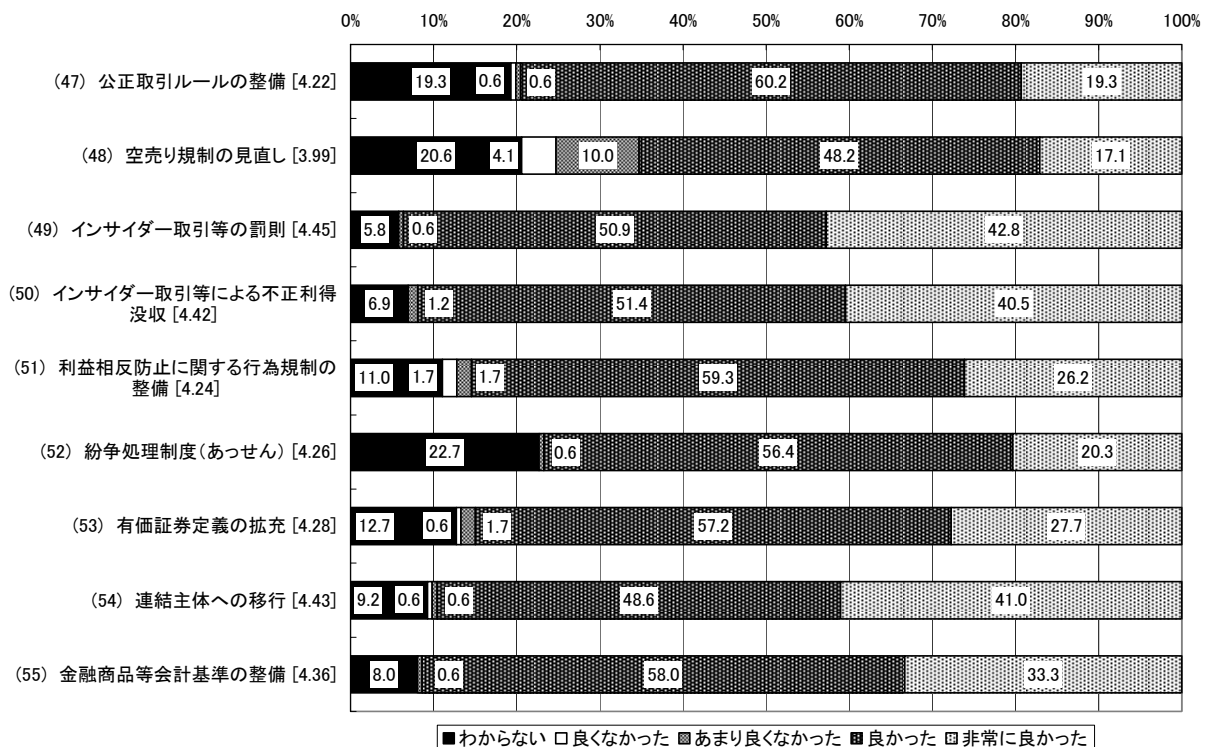 0% 10% 20% 30% 40% 50% 60% 70% 80% 90% 100%
(47) 公正取引ルールの整備 [4.22] 19.3 0.6 0.6 60.2 19.3
(48) 空売り規制の見直し [3.99] 20.6 4.1 10.0 48.2 17.1
(49) インサイダー取引等の罰則 [4.45] 5.8 0.6 50.9 42.8
(50) インサイダー取引等による不正利得
没収 [4.42] 6.9 1.2 51.4 40.5
(51) 利益相反防止に関する行為規制の
整備 [4.24] 11.0 1.7 1.7 59.3 26.2
(52) 紛争処理制度(あっせん) [4.26] 22.7 0.6 56.4 20.3
(53) 有価証券定義の拡充 [4.28] 12.7 0.6 1.7 57.2 27.7
(54) 連結主体への移行 [4.43] 9.2 0.6 0.6 48.6 41.0
(55) 金融商品等会計基準の整備 [4.36] 8.0 0.6 58.0 33.3
わからない 良くなかった あまり良くなかった 良かった 非常に良かった